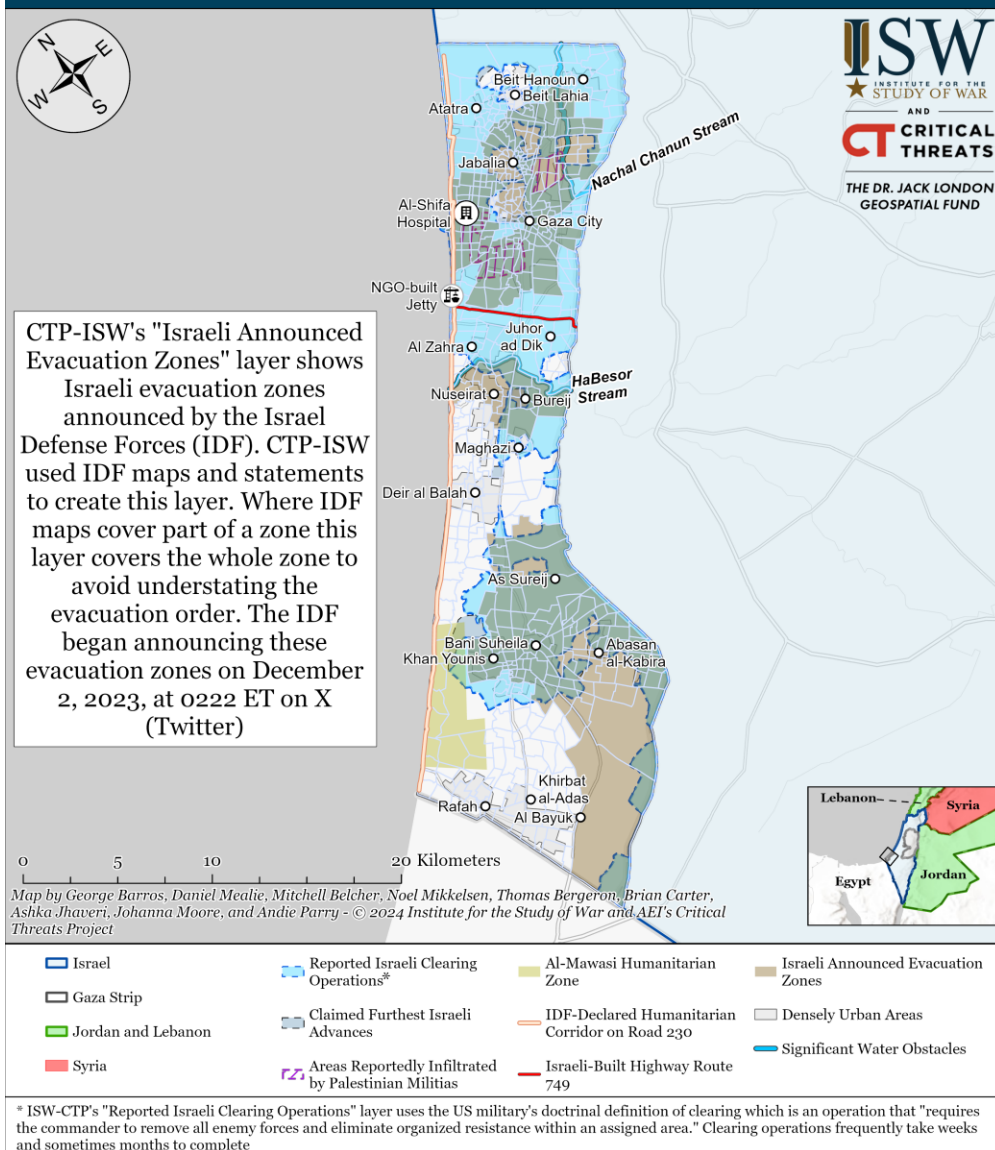 N
E
W
S
ISW
INSTITUTE FOR THE
STUDY OF WAR
AND
CT CRITICAL
THREATS
THE DR. JACK LONDON
GEOSPATIAL FUND
Beit Hanoun
Beit Lahia
Atatra
Nachal Chanun Stream
Jabalia
Al-Shifa
Hospital
Gaza City
NGO-built
Jetty
CTP-ISW's "Israeli Announced
Evacuation Zones" layer shows
Israeli evacuation zones
announced by the Israel
Defense Forces (IDF). CTP-ISW
used IDF maps and statements
to create this layer. Where IDF
maps cover part of a zone this
layer covers the whole zone to
avoid understating the
evacuation order. The IDF
began announcing these
evacuation zones on December
2, 2023, at 0222 ET on X
(Twitter)
Juhor
ad Dik
Al Zahra
HaBesor
Stream
Nuseirat
Bureij
Maghazi
Deir al Balah
As Sureij
Bani Suheila
Khan Younis
Abasan
al-Kabira
Khirbat
al-Adas
Rafah
Al Bayuk
Lebanon
Syria
Egypt
Jordan
0 5 10 20 Kilometers
Map by George Barros, Daniel Mealie, Mitchell Belcher, Noel Mikkelsen, Thomas Bergeron, Brian Carter,
Ashka Jhaveri, Johanna Moore, and Andie Parry - © 2024 Institute for the Study of War and AEI's Critical
Threats Project
Israel
Gaza Strip
Jordan and Lebanon
Syria
Reported Israeli Clearing
Operations*
Claimed Furthest Israeli
Advances
Areas Reportedly Infiltrated
by Palestinian Militias
Al-Mawasi Humanitarian
Zone
IDF-Declared Humanitarian
Corridor on Road 230
Israeli-Built Highway Route
749
Israeli Announced Evacuation
Zones
Densely Urban Areas
Significant Water Obstacles
* ISW-CTP's "Reported Israeli Clearing Operations" layer uses the US military's doctrinal definition of clearing which is an operation that "requires
the commander to remove all enemy forces and eliminate organized resistance within an assigned area." Clearing operations frequently take weeks
and sometimes months to complete